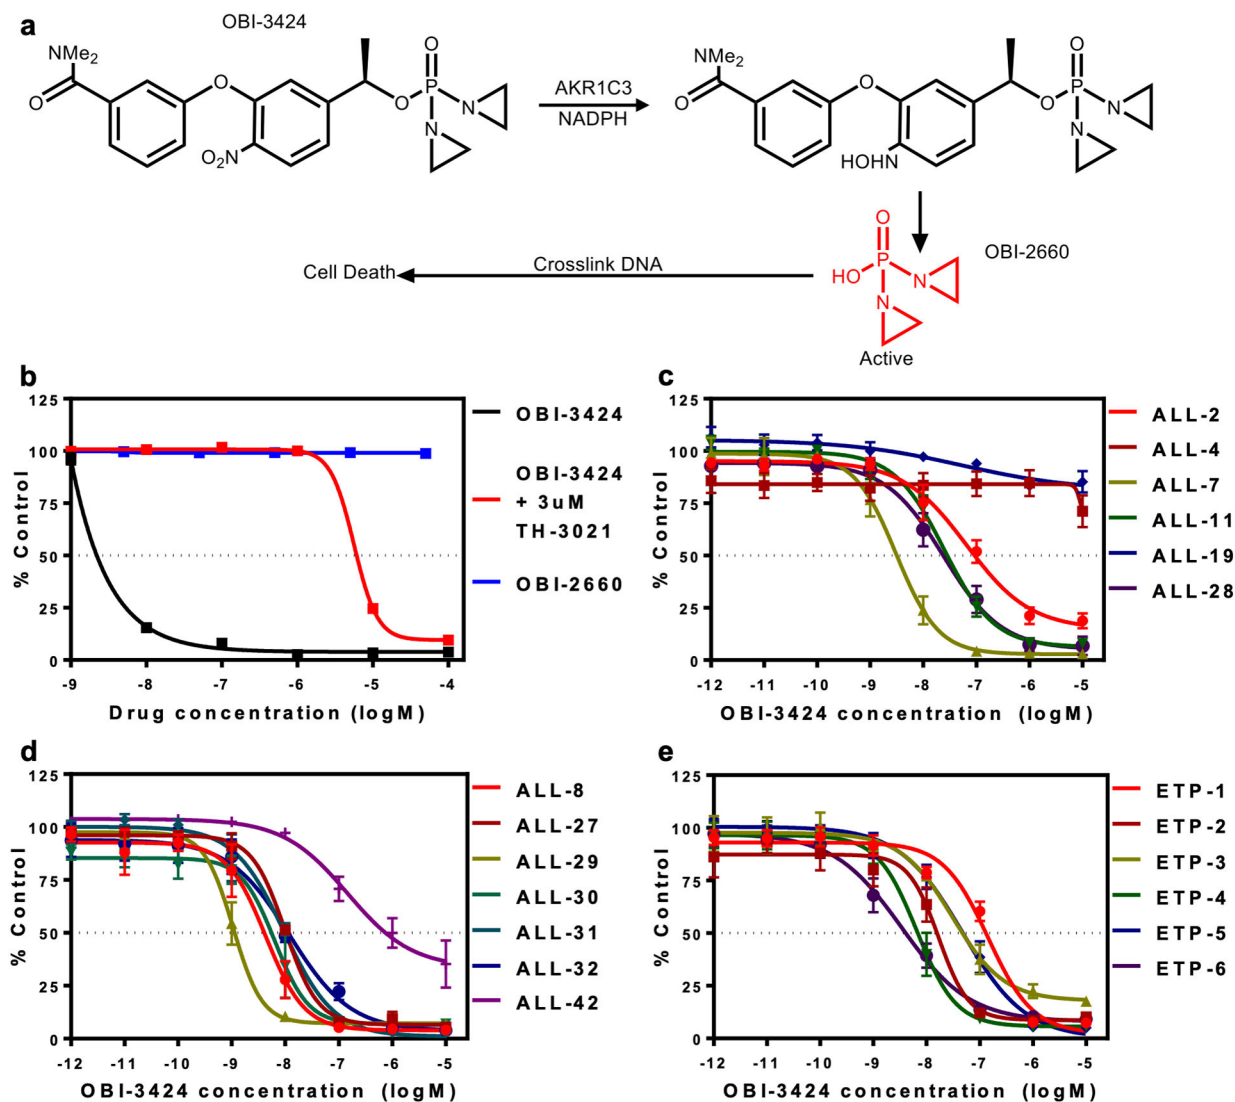 a
OBI-3424
NMe2
O
O
O2N
O
O
P
N
N
AKR1C3
NADPH
NMe2
O
O
HOHN
O
O
P
N
N
O
HO
P
N
N
OBI-2660
Active
Crosslink DNA
Cell Death
b
125
100
75
50
25
0
% Control
-9 -8 -7 -6 -5 -4
Drug concentration (logM)
OBI-3424
OBI-3424
+ 3uM
TH-3021
OBI-2660
c
125
100
75
50
25
0
% Control
-12 -11 -10 -9 -8 -7 -6 -5
OBI-3424 concentration (logM)
ALL-2
ALL-4
ALL-7
ALL-11
ALL-19
ALL-28
d
125
100
75
50
25
0
% Control
-12 -11 -10 -9 -8 -7 -6 -5
OBI-3424 concentration (logM)
ALL-8
ALL-27
ALL-29
ALL-30
ALL-31
ALL-32
ALL-42
e
125
100
75
50
25
0
% Control
-12 -11 -10 -9 -8 -7 -6 -5
OBI-3424 concentration (logM)
ETP-1
ETP-2
ETP-3
ETP-4
ETP-5
ETP-6